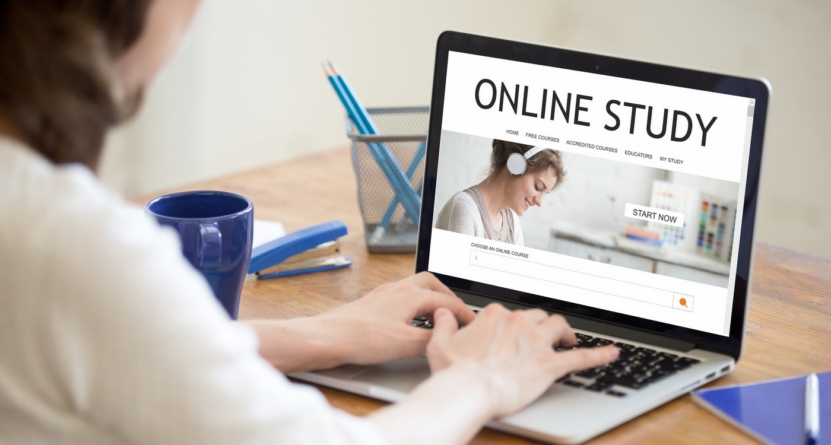 ONLINE STUDY
HOME FREE COURSES ACCREDITED COURSES EDUCATORS MY STUDY
START NOW
CHOOSE AN ONLINE COURSE